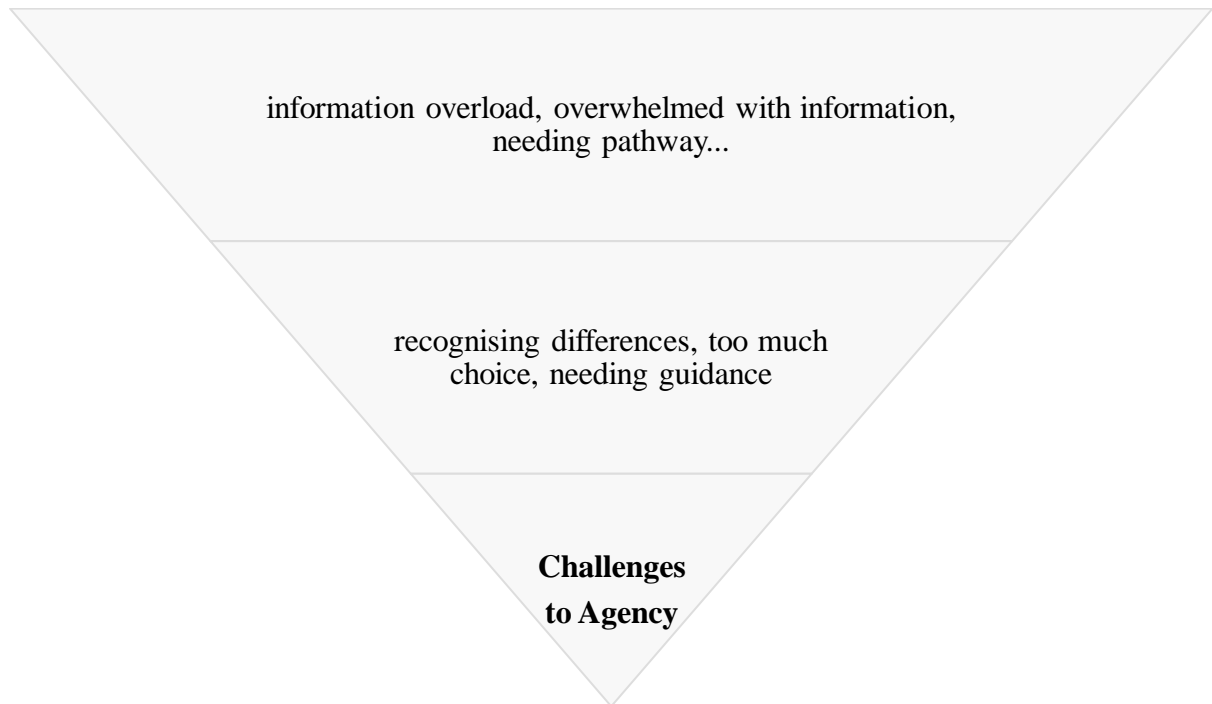 information overload, overwhelmed with information,
needing pathway...
recognising differences, too much
choice, needing guidance
Challenges
to Agency